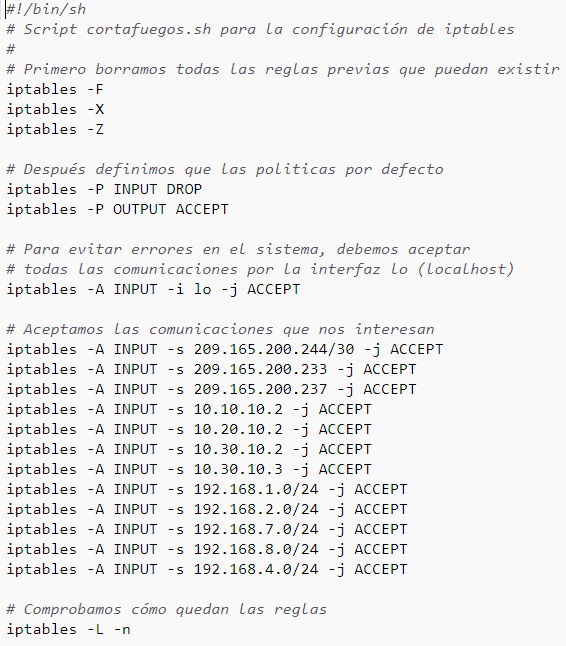 #!/bin/sh
# Script cortafuegos.sh para la configuración de iptables
#
# Primero borramos todas las reglas previas que puedan existir
iptables -F
iptables -X
iptables -Z
# Después definimos que las politicas por defecto
iptables -P INPUT DROP
iptables -P OUTPUT ACCEPT
# Para evitar errores en el sistema, debemos aceptar
# todas las comunicaciones por la interfaz lo (localhost)
iptables -A INPUT -i lo -j ACCEPT
# Aceptamos las comunicaciones que nos interesan
iptables -A INPUT -s 209.165.200.244/30 -j ACCEPT
iptables -A INPUT -s 209.165.200.233 -j ACCEPT
iptables -A INPUT -s 209.165.200.237 -j ACCEPT
iptables -A INPUT -s 10.10.10.2 -j ACCEPT
iptables -A INPUT -s 10.20.10.2 -j ACCEPT
iptables -A INPUT -s 10.30.10.2 -j ACCEPT
iptables -A INPUT -s 10.30.10.3 -j ACCEPT
iptables -A INPUT -s 192.168.1.0/24 -j ACCEPT
iptables -A INPUT -s 192.168.2.0/24 -j ACCEPT
iptables -A INPUT -s 192.168.7.0/24 -j ACCEPT
iptables -A INPUT -s 192.168.8.0/24 -j ACCEPT
iptables -A INPUT -s 192.168.4.0/24 -j ACCEPT
# Comprobamos cómo quedan las reglas
iptables -L -n